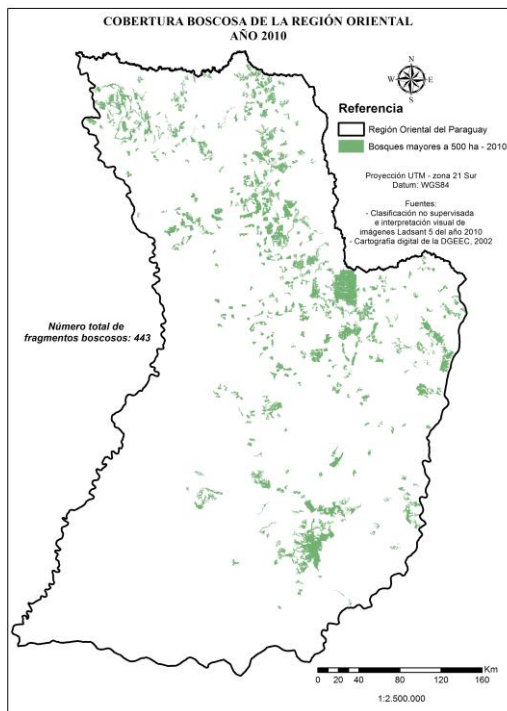 COBERTURA BOSCOSA DE LA REGIÓN ORIENTAL
AÑO 2010
N
W E
S
Referencia
Región Oriental del Paraguay
Bosques mayores a 500 ha - 2010
Proyección UTM - zona 21 Sur
Datum: WGS84
Fuentes:
- Clasificación no supervisada
e interpretación visual de
imágenes Ladsant 5 del año 2010
- Cartografía digital de la DGEEC, 2002
Número total de
fragmentos boscosos: 443
Km
0 20 40 80 120 160
1:2.500.000